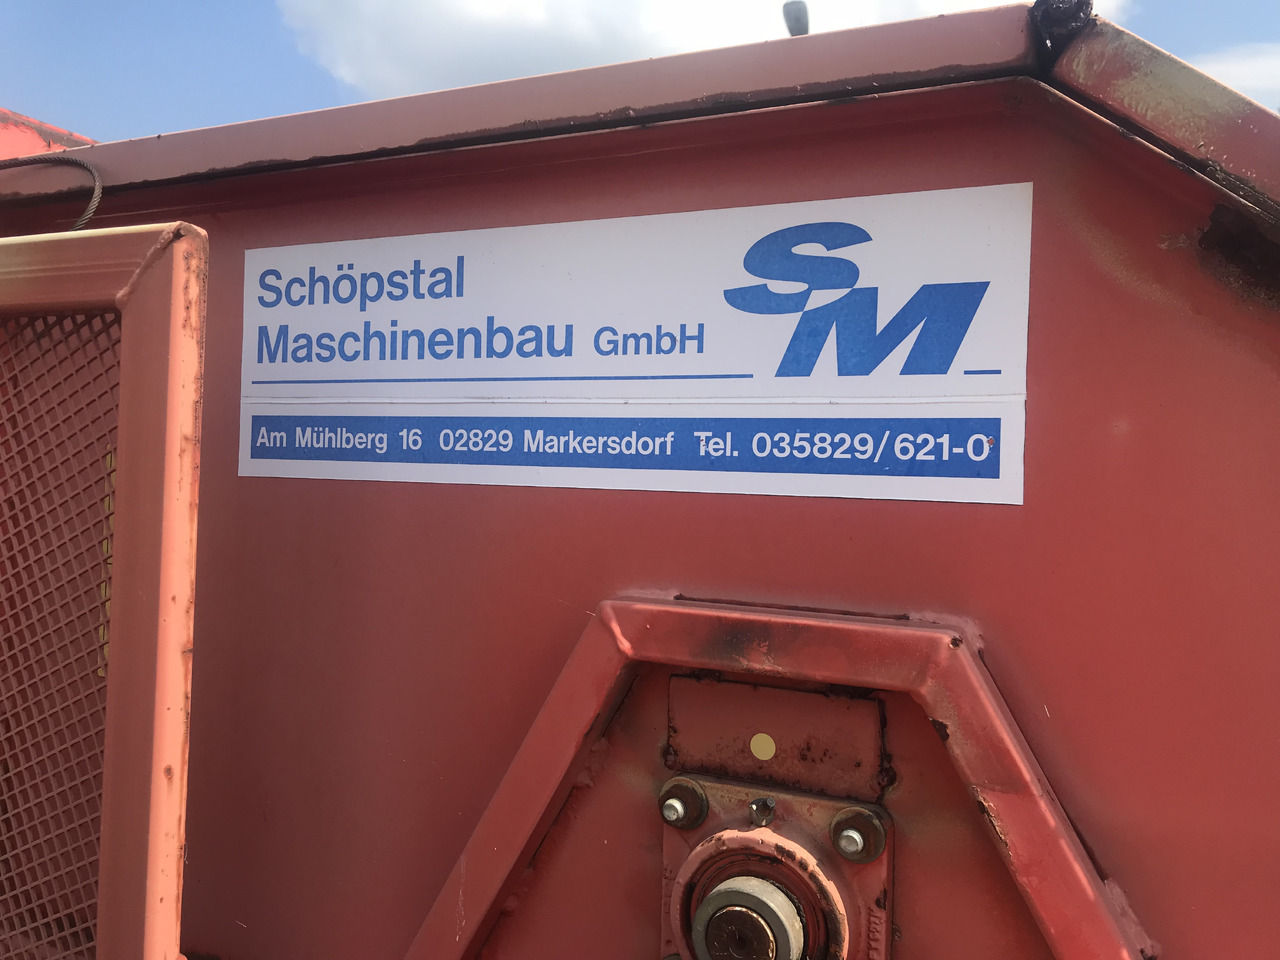 Schöpstal
Maschinenbau GmbH
SM
Am Mühlberg 16 02829 Markersdorf Tel. 035829/621-0